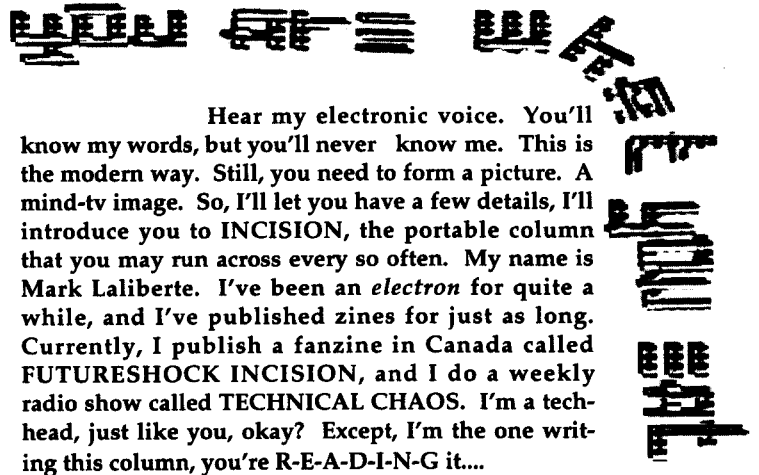 Hear my electronic voice. You'll
know my words, but you'll never know me. This is
the modern way. Still, you need to form a picture. A
mind-tv image. So, I'll let you have a few details, I'll
introduce you to INCISION, the portable column
that you may run across every so often. My name is
Mark Laliberte. I've been an electron for quite a
while, and I've published zines for just as long.
Currently, I publish a fanzine in Canada called
FUTURESHOCK INCISION, and I do a weekly
radio show called TECHNICAL CHAOS. I'm a tech-
head, just like you, okay? Except, I'm the one writ-
ing this column, you're R-E-A-D-I-N-G it....